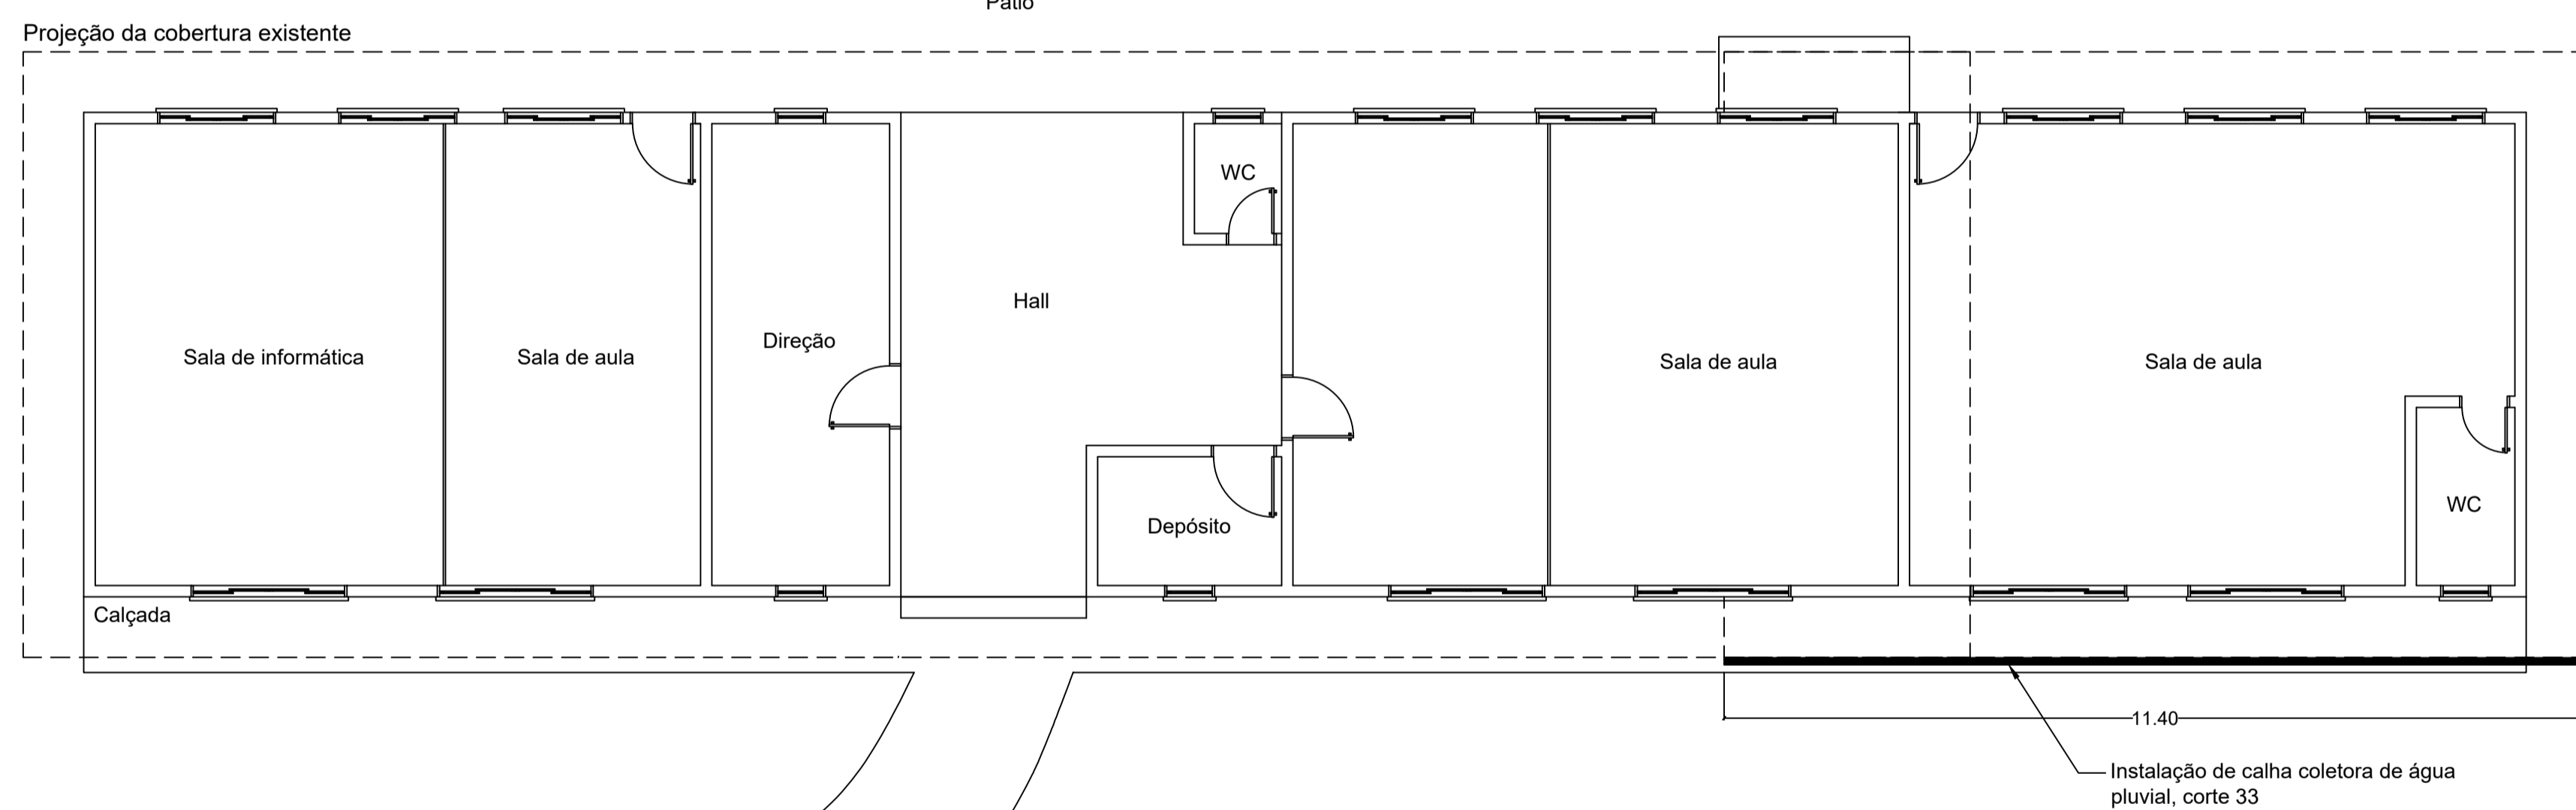 Pátio
Projeção da cobertura existente
WC
Hall
Direção
Sala de informática
Sala de aula
Sala de aula
Sala de aula
WC
Depósito
Calçada
11.40
Instalação de calha coletora de água
pluvial, corte 33